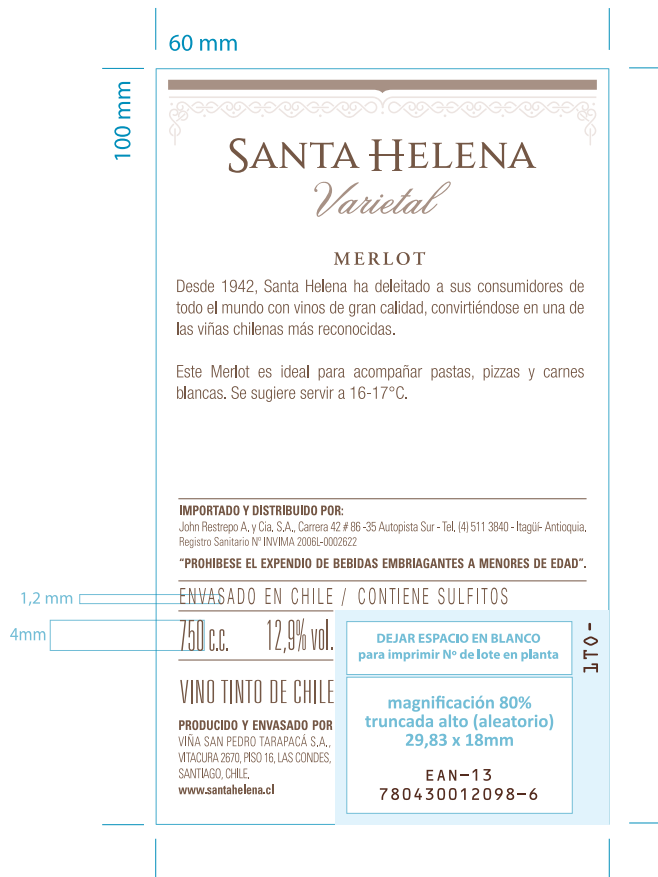 60 mm
100 mm
SANTA HELENA
Varietal
MERLOT
Desde 1942, Santa Helena ha deleitado a sus consumidores de
todo el mundo con vinos de gran calidad, convirtiéndose en una de
las viñas chilenas más reconocidas.
Este Merlot es ideal para acompañar pastas, pizzas y carnes
blancas. Se sugiere servir a 16-17°C.
IMPORTADO Y DISTRIBUIDO POR:
John Restrepo A. y Cia. S.A., Carrera 42 # 86 -35 Autopista Sur - Tel. (4) 511 3840 - Itagüí- Antioquia.
Registro Sanitario Nº INVIMA 2006L-0002622
“PROHIBESE EL EXPENDIO DE BEBIDAS EMBRIAGANTES A MENORES DE EDAD”.
1,2 mm
ENVASADO EN CHILE / CONTIENE SULFITOS
4mm
750 c.c. 12,9% vol.
VINO TINTO DE CHILE
PRODUCIDO Y ENVASADO POR
VIÑA SAN PEDRO TARAPACÁ S.A.,
VITACURA 2670, PISO 16, LAS CONDES,
SANTIAGO, CHILE.
www.santahelena.cl
DEJAR ESPACIO EN BLANCO
para imprimir Nº de lote en planta
LTO-
magnificación 80%
truncada alto (aleatorio)
29,83 x 18mm
EAN-13
780430012098-6